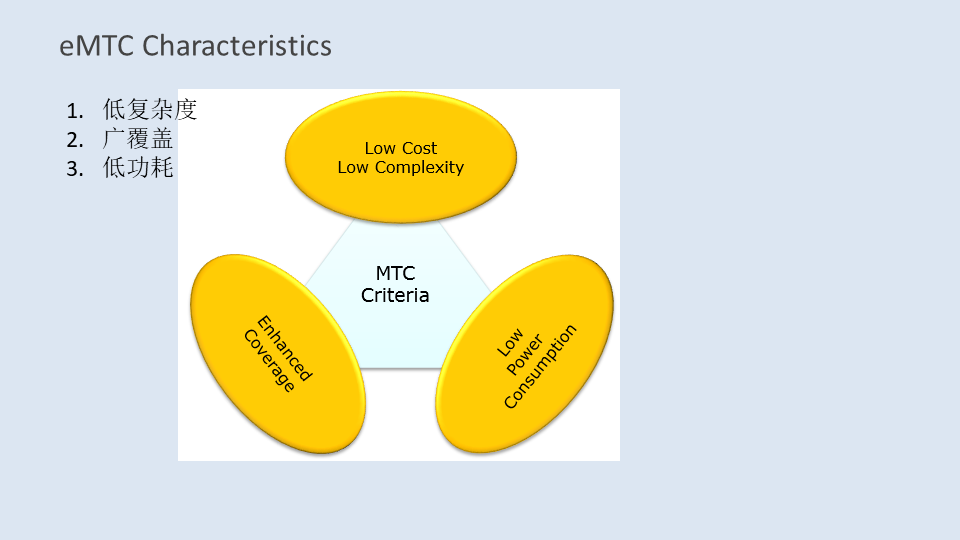 eMTC Characteristics
1. 低复杂度
2. 广覆盖
3. 低功耗
Low Cost
Low Complexity
MTC
Criteria
Enhanced
Coverage
Low
Power
Consumption